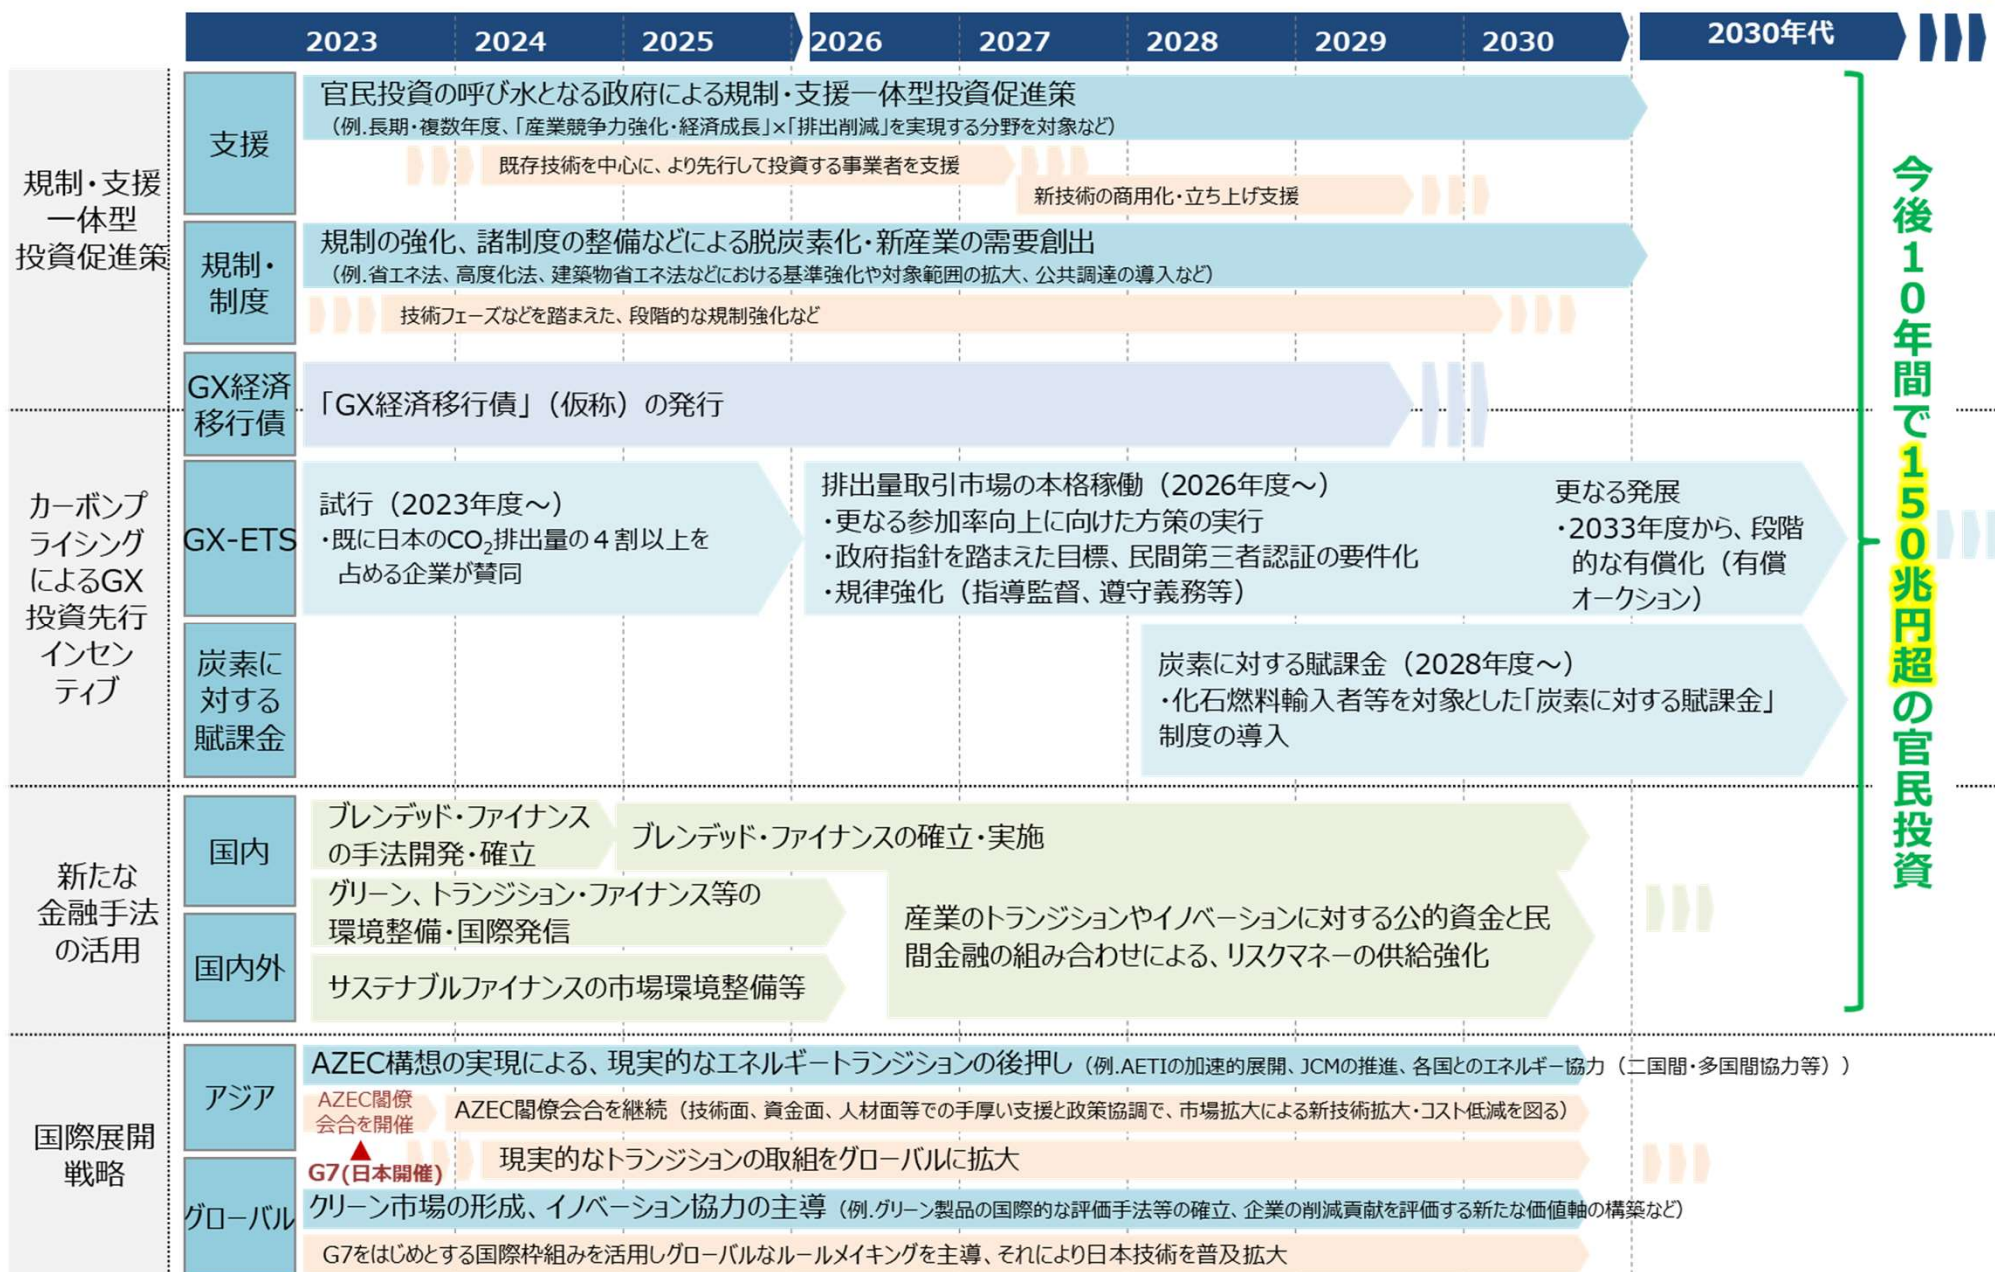 2023
2024
2025
2026
2027
2028
2029
2030
2030年代
規制・支援
一体型
投資促進策
支援
官民投資の呼び水となる政府による規制・支援一体型投資促進策
（例.長期・複数年度、「産業競争力強化・経済成長」×「排出削減」を実現する分野を対象など）
既存技術を中心に、より先行して投資する事業者を支援
新技術の商用化・立ち上げ支援
規制・
制度
規制の強化、諸制度の整備などによる脱炭素化・新産業の需要創出
（例.省エネ法、高度化法、建築物省エネ法などにおける基準強化や対象範囲の拡大、公共調達の導入など）
技術フェーズなどを踏まえた、段階的な規制強化など
GX経済
移行債
「GX経済移行債」（仮称）の発行
カーボンプ
ライシング
によるGX
投資先行
インセン
ティブ
GX-ETS
試行（2023年度～）
・既に日本のCO₂排出量の４割以上を
占める企業が賛同
排出量取引市場の本格稼働（2026年度～）
・更なる参加率向上に向けた方策の実行
・政府指針を踏まえた目標、民間第三者認証の要件化
・規律強化（指導監督、遵守義務等）
更なる発展
・2033年度から、段階
的な有償化（有償
オークション）
炭素に
対する
賦課金
炭素に対する賦課金（2028年度～）
・化石燃料輸入者等を対象とした「炭素に対する賦課金」
制度の導入
新たな
金融手法
の活用
国内
ブレンデッド・ファイナンス
の手法開発・確立
ブレンデッド・ファイナンスの確立・実施
グリーン、トランジション・ファイナンス等の
環境整備・国際発信
産業のトランジションやイノベーションに対する公的資金と民
間金融の組み合わせによる、リスクマネーの供給強化
国内外
サステナブルファイナンスの市場環境整備等
国際展開
戦略
アジア
AZEC構想の実現による、現実的なエネルギートランジションの後押し（例.AETIの加速的展開、JCMの推進、各国とのエネルギー協力（二国間・多国間協力等））
AZEC閣僚
会合を開催
AZEC閣僚会合を継続（技術面、資金面、人材面等での手厚い支援と政策協調で、市場拡大による新技術拡大・コスト低減を図る）
G7(日本開催)
現実的なトランジションの取組をグローバルに拡大
グローバル
クリーン市場の形成、イノベーション協力の主導（例.グリーン製品の国際的な評価手法等の確立、企業の削減貢献を評価する新たな価値軸の構築など）
G7をはじめとする国際枠組みを活用しグローバルなルールメイキングを主導、それにより日本技術を普及拡大
今後１０年間で１５０兆円超の官民投資